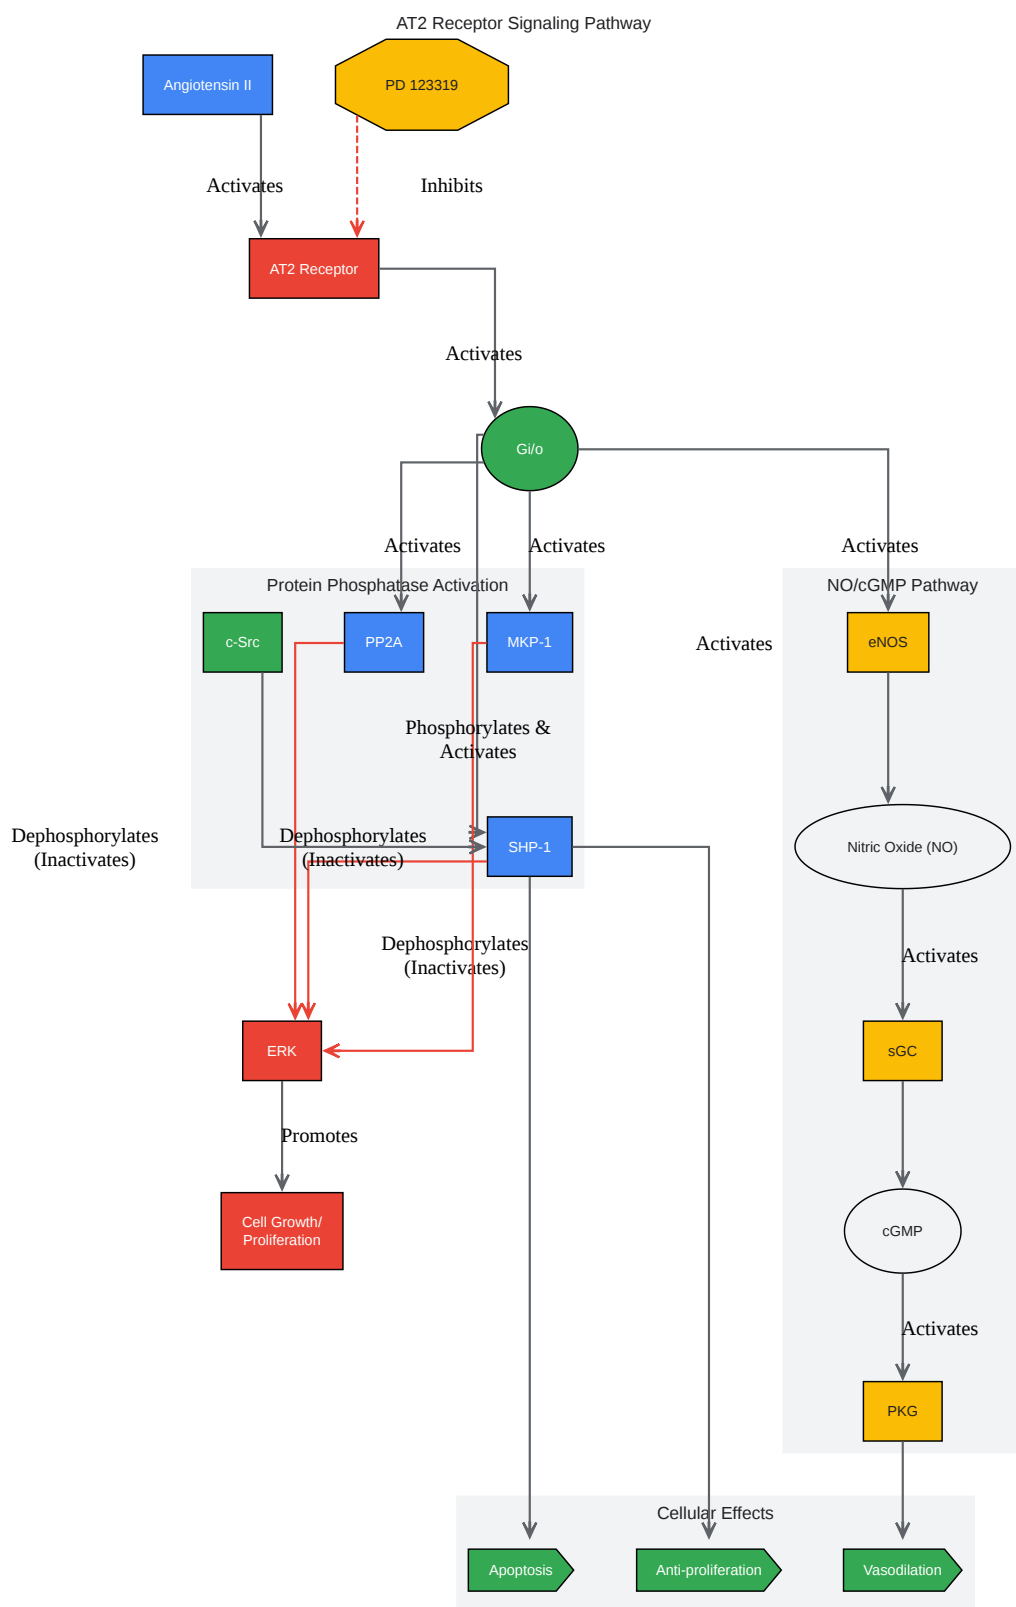 AT2 Receptor Signaling Pathway
Angiotensin II
PD 123319
Activates
Inhibits
AT2 Receptor
Activates
Gi/o
Activates
Activates
Activates
Protein Phosphatase Activation
NO/cGMP Pathway
c-Src
PP2A
MKP-1
Activates
eNOS
Phosphorylates &
Activates
Dephosphorylates
(Inactivates)
Dephosphorylates
(Inactivates)
SHP-1
Nitric Oxide (NO)
Dephosphorylates
(Inactivates)
Activates
ERK
sGC
Promotes
Cell Growth/
Proliferation
cGMP
Activates
PKG
Cellular Effects
Apoptosis
Anti-proliferation
Vasodilation